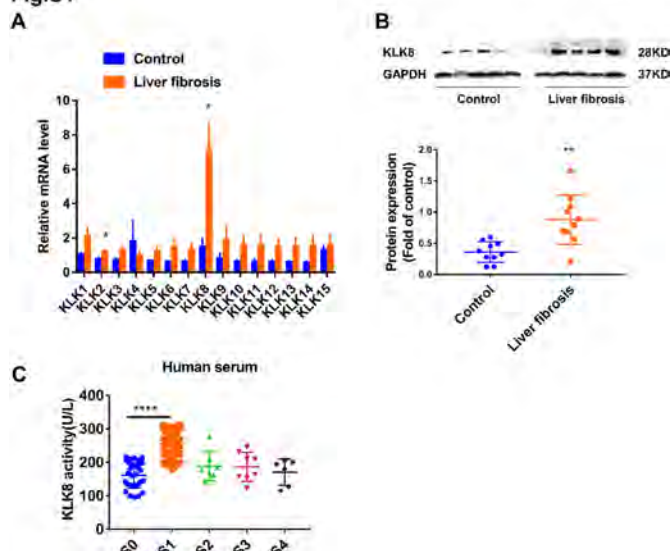 A
Control
Liver fibrosis
Relative mRNA level
10
8
6
4
2
0
*
*
KLK1
KLK2
KLK3
KLK4
KLK5
KLK6
KLK7
KLK8
KLK9
KLK10
KLK11
KLK12
KLK13
KLK14
KLK15
B
KLK8
28KD
GAPDH
37KD
Control
Liver fibrosis
Protein expression
(Fold of control)
2.0
1.5
1.0
0.5
0.0
**
Control
Liver fibrosis
C
Human serum
KLK8 activity(U/L)
400
300
200
100
0
****
S0
S1
S2
S3
S4